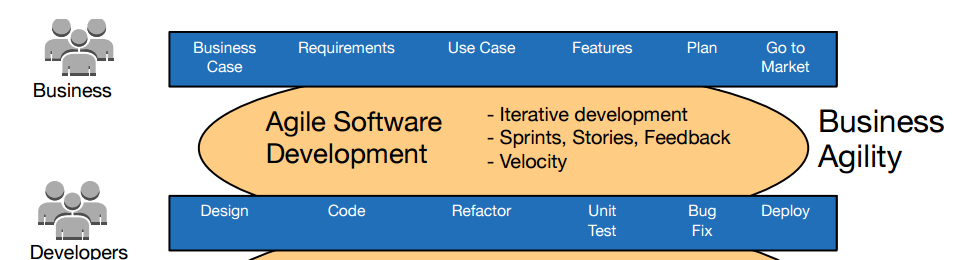 Business
Business Case
Requirements
Use Case
Features
Plan
Go to Market
Agile Software
Development
- Iterative development
- Sprints, Stories, Feedback
- Velocity
Business
Agility
Developers
Design
Code
Refactor
Unit Test
Bug Fix
Deploy